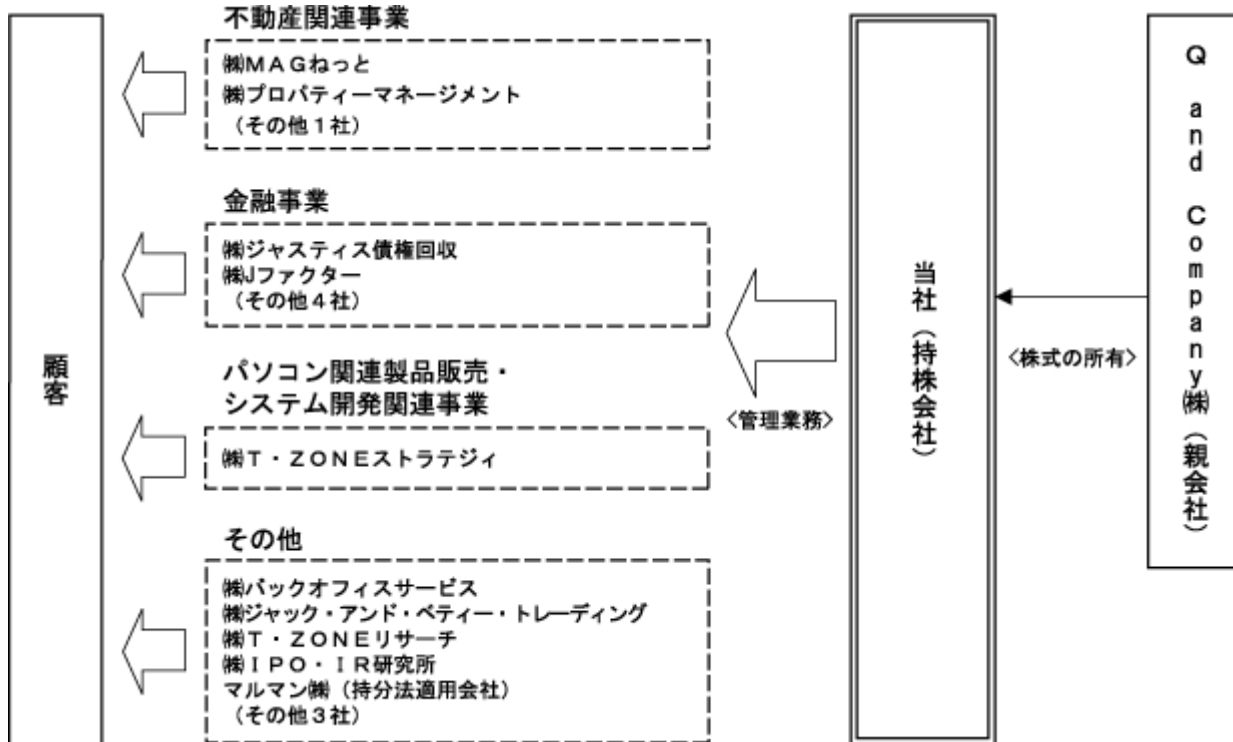 不動産関連事業
㈱ＭＡＧねっと
㈱プロパティーマネージメント
（その他１社）
金融事業
㈱ジャスティス債権回収
㈱Jファクター
（その他４社）
パソコン関連製品販売・
システム開発関連事業
㈱Ｔ・ＺＯＮＥストラテジィ
その他
㈱バックオフィスサービス
㈱ジャック・アンド・ベティー・トレーディング
㈱Ｔ・ＺＯＮＥリサーチ
㈱ＩＰＯ・ＩＲ研究所
マルマン㈱（持分法適用会社）
（その他３社）
顧客
<管理業務>
当社（持株会社）
<株式の所有>
Ｑ and Company㈱（親会社）